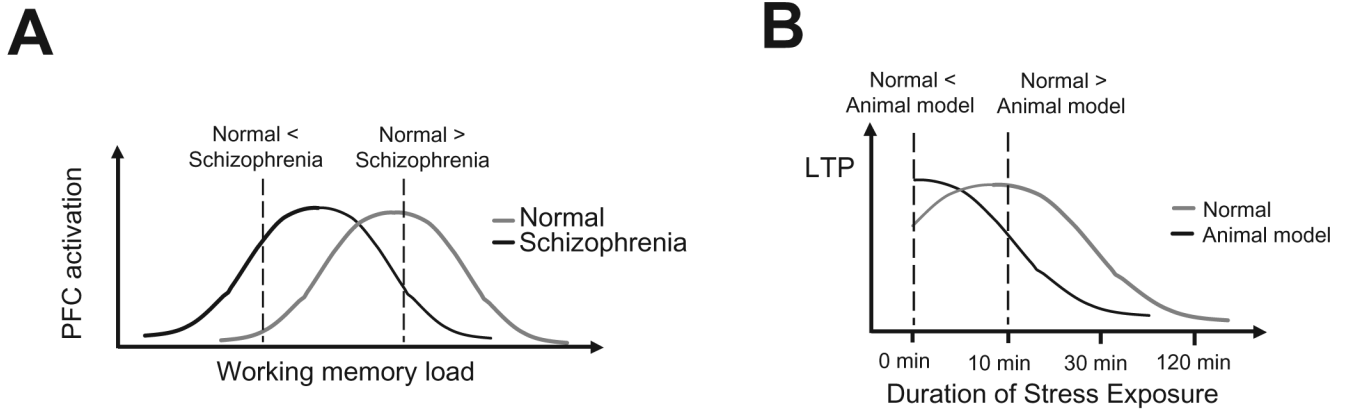 A
Normal <
Schizophrenia
Normal >
Schizophrenia
PFC activation
Normal
Schizophrenia
Working memory load
B
Normal <
Animal model
Normal >
Animal model
LTP
Normal
Animal model
0 min
10 min
30 min
120 min
Duration of Stress Exposure